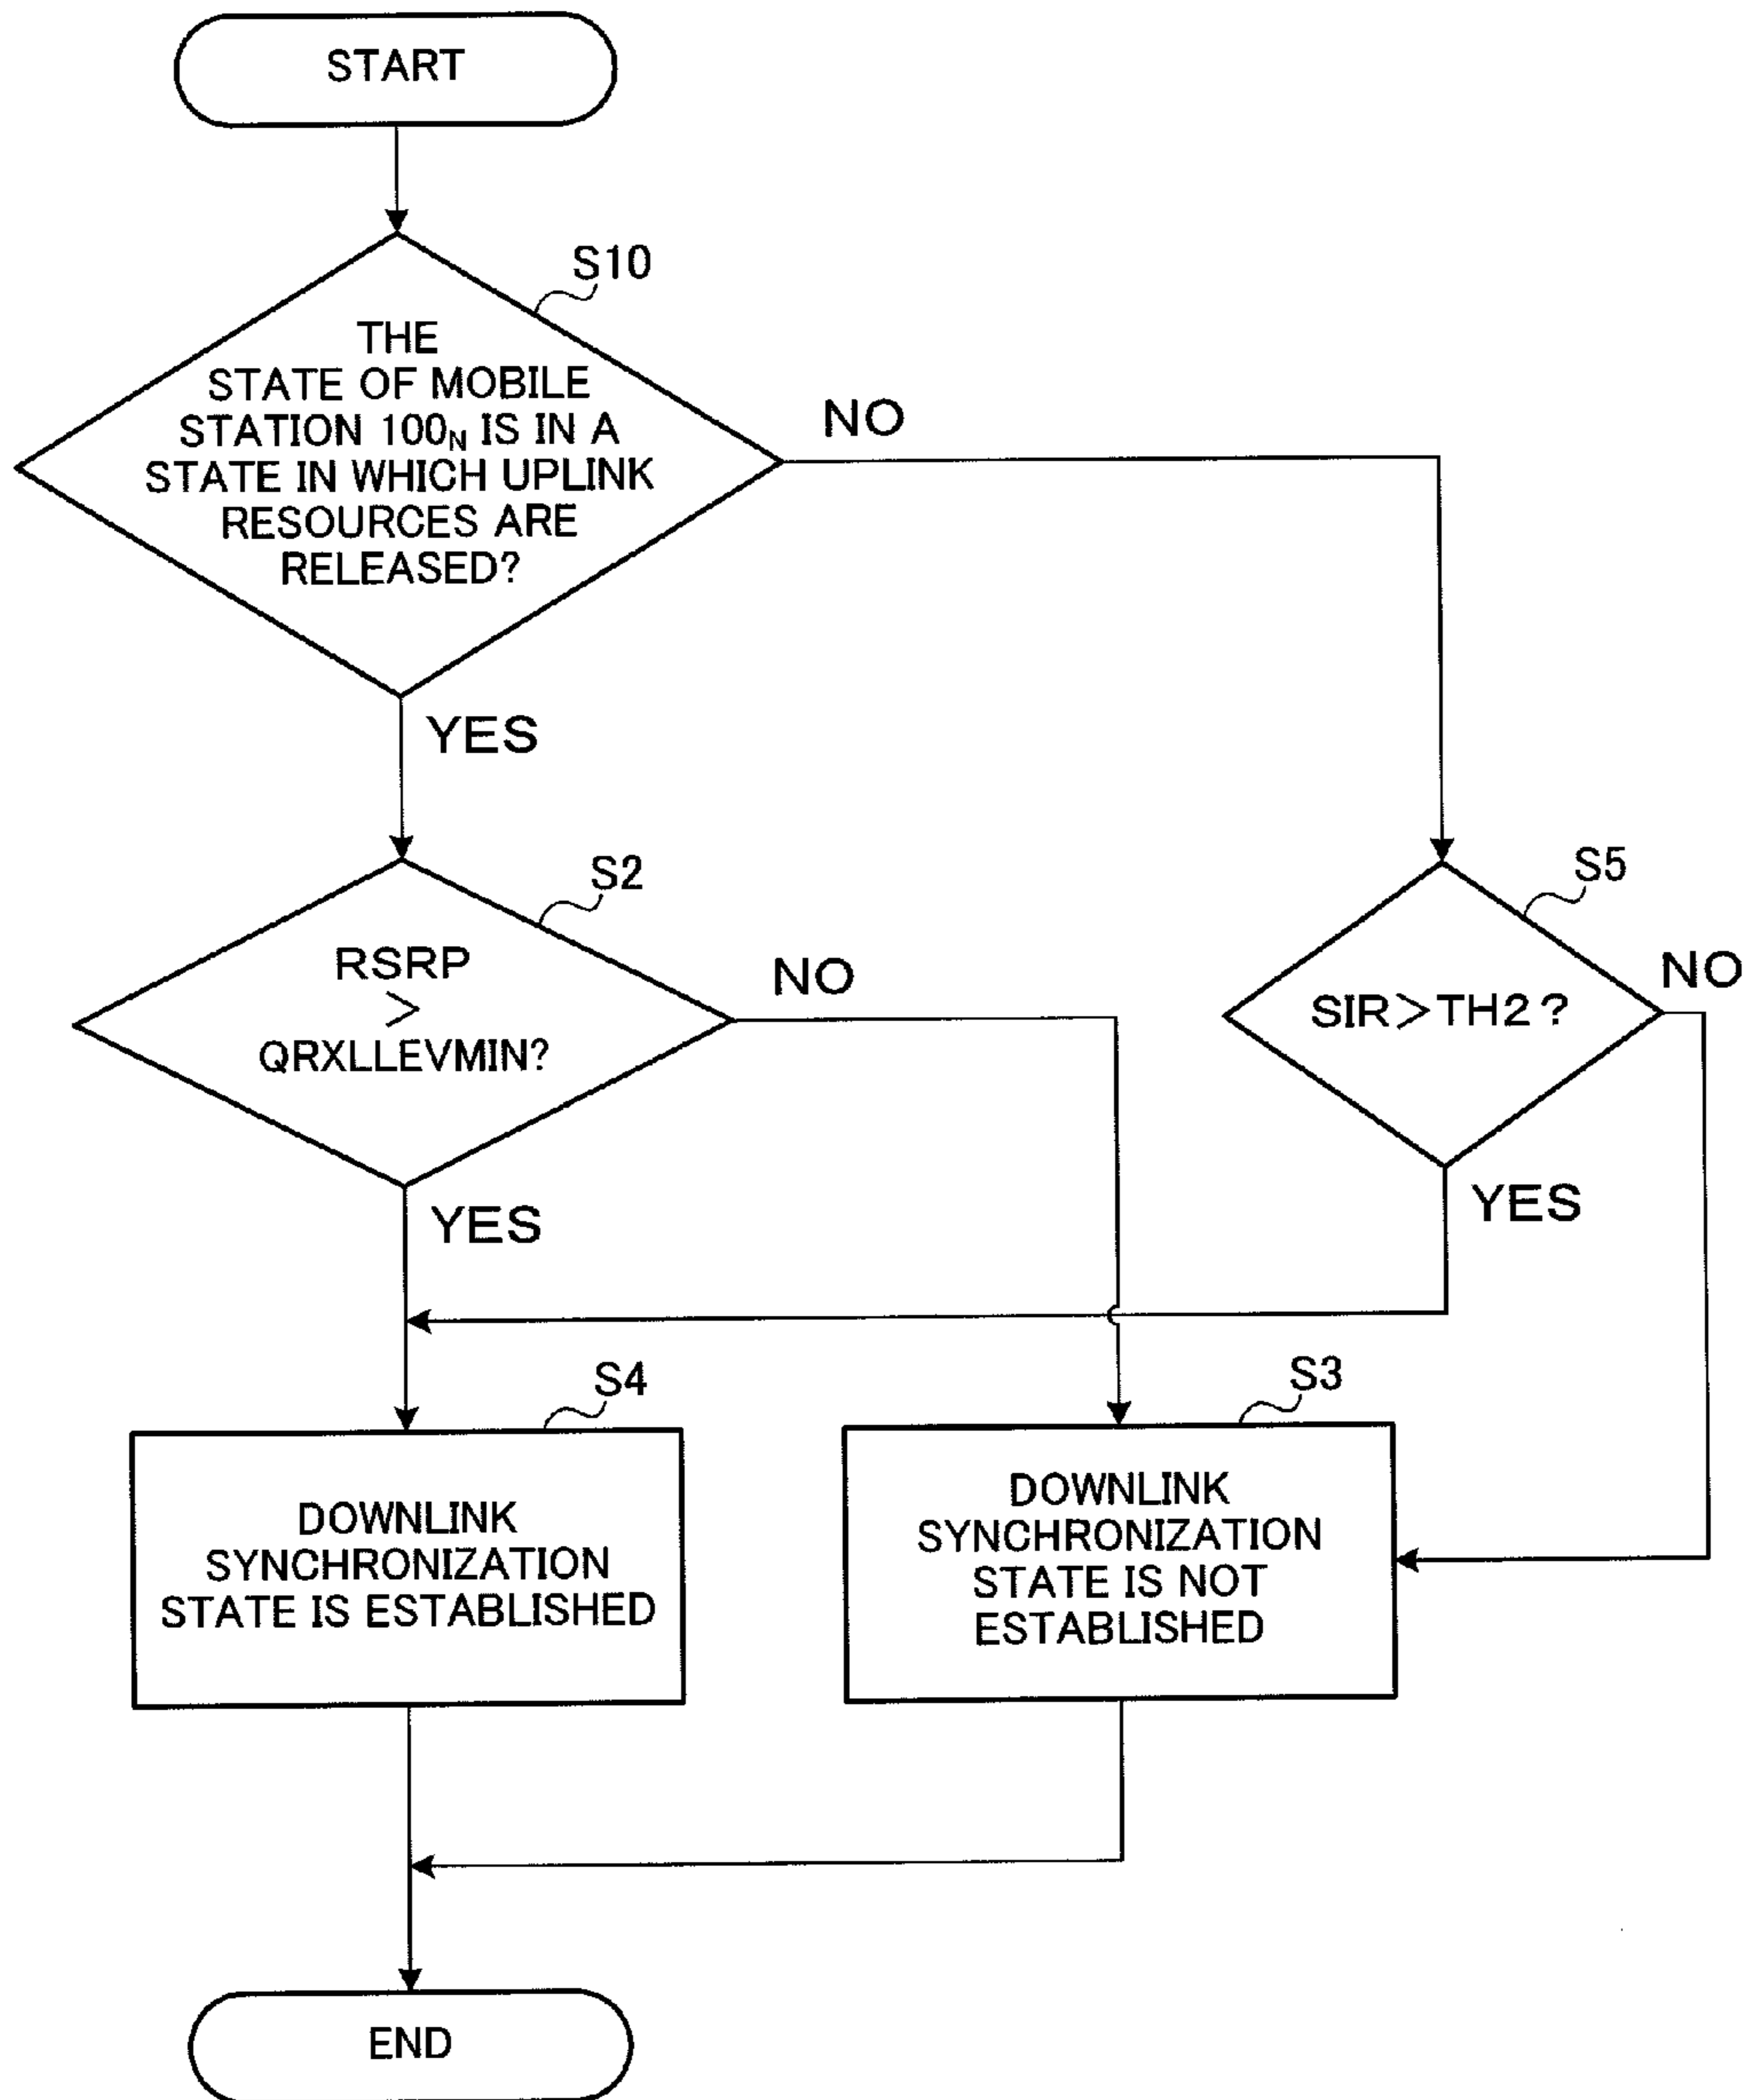 START
S10
THE
STATE OF MOBILE
STATION 100N IS IN A
STATE IN WHICH UPLINK
RESOURCES ARE
RELEASED?
NO
YES
S2
RSRP
>
QRXLLEVMIN?
NO
YES
S5
SIR>TH2?
NO
YES
S4
DOWNLINK
SYNCHRONIZATION
STATE IS ESTABLISHED
S3
DOWNLINK
SYNCHRONIZATION
STATE IS NOT
ESTABLISHED
END